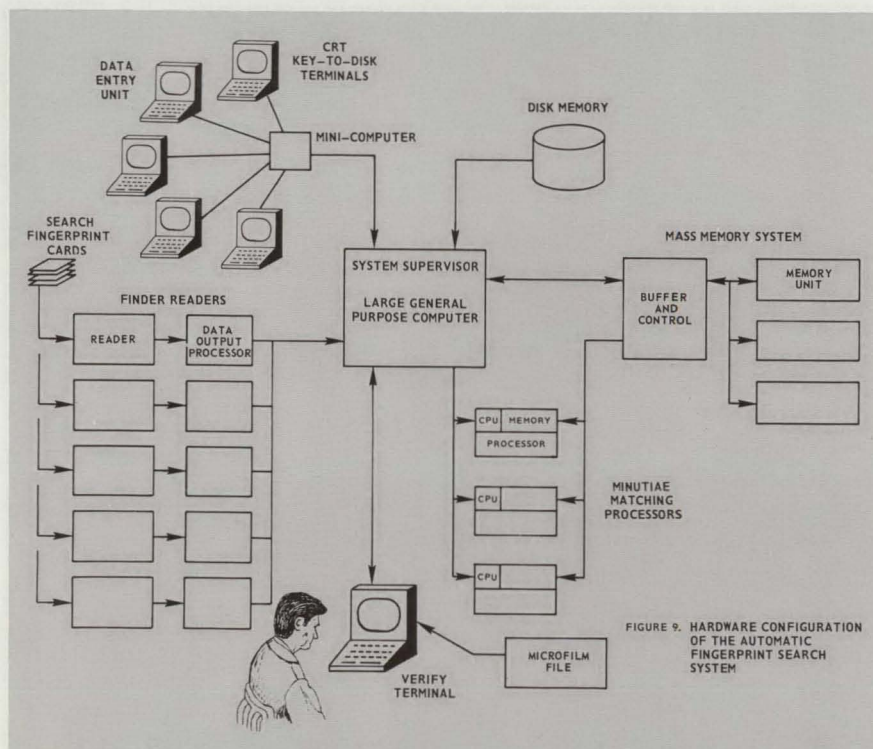 CRT
KEY-TO-DISK
TERMINALS
DATA
ENTRY
UNIT
MINI-COMPUTER
DISK MEMORY
SEARCH
FINGERPRINT
CARDS
FINDER READERS
READER
DATA
OUTPUT
PROCESSOR
SYSTEM SUPERVISOR
LARGE GENERAL
PURPOSE COMPUTER
MASS MEMORY SYSTEM
BUFFER
AND
CONTROL
MEMORY
UNIT
CPU MEMORY
PROCESSOR
CPU
CPU
MINUTIAE
MATCHING
PROCESSORS
VERIFY
TERMINAL
MICROFILM
FILE
FIGURE 9. HARDWARE CONFIGURATION
OF THE AUTOMATIC
FINGERPRINT SEARCH
SYSTEM